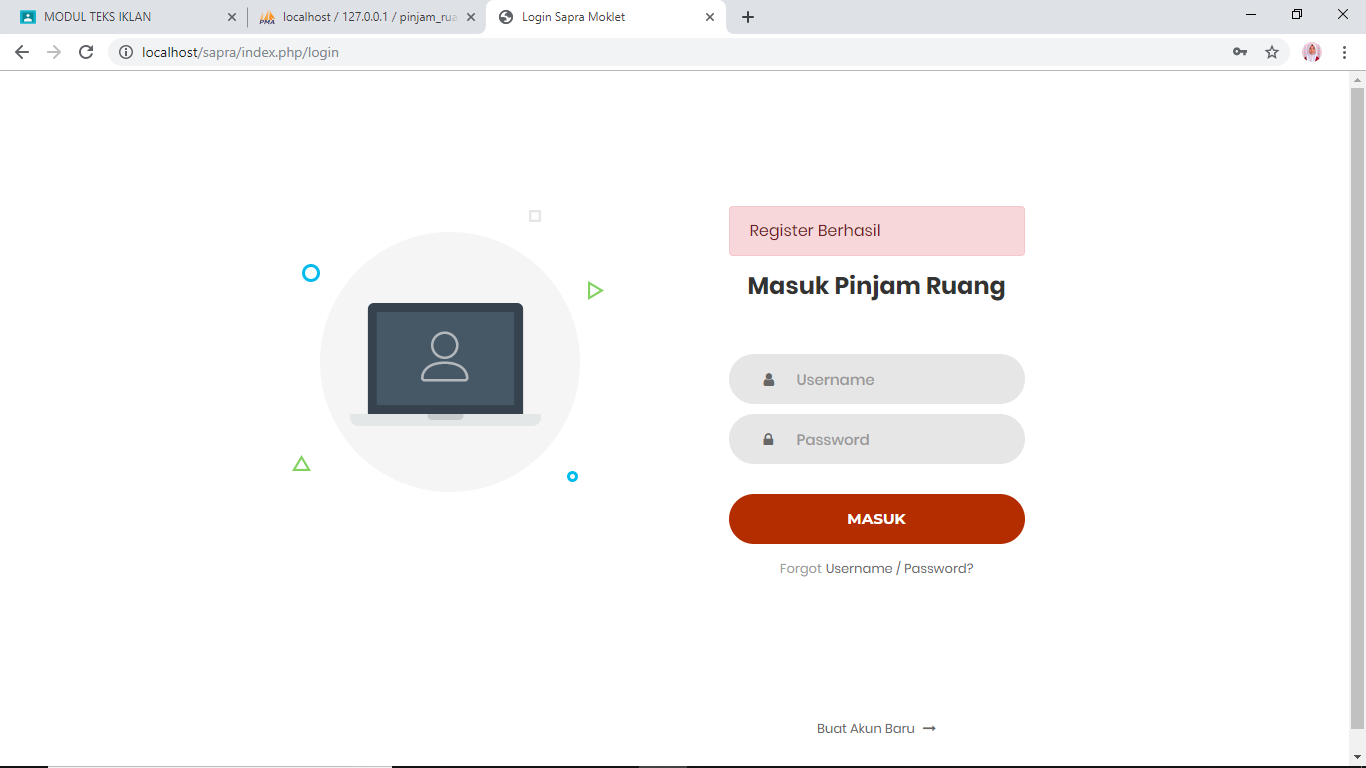 MODUL TEKS IKLAN
localhost / 127.0.0.1 / pinjam_rua
Login Sapra Moklet
localhost/sapra/index.php/login
Register Berhasil
Masuk Pinjam Ruang
Username
Password
MASUK
Forgot Username / Password?
Buat Akun Baru